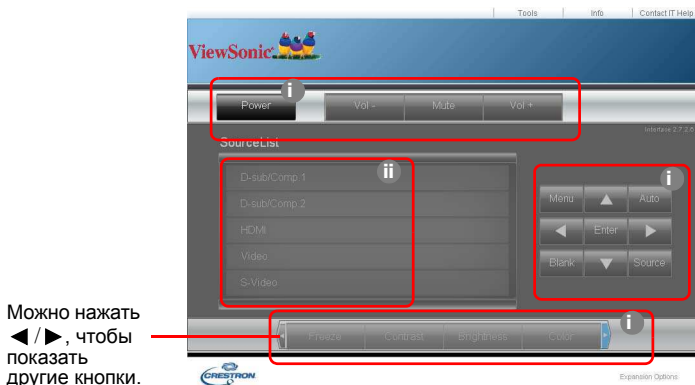 Tools Info Contact IT Help
ViewSonic
i
Power Vol - Mute Vol +
Interface 2.7.2.6
SourceList
ii
D-sub/Comp 1
D-sub/Comp 2
HDMI
Video
S-Video
i
Menu Auto
Enter
Blank Source
i
Freeze Contrast Brightness Color
Можно нажать
◀/▶, чтобы
показать
другие кнопки.
CRESTRON
Expansion Options